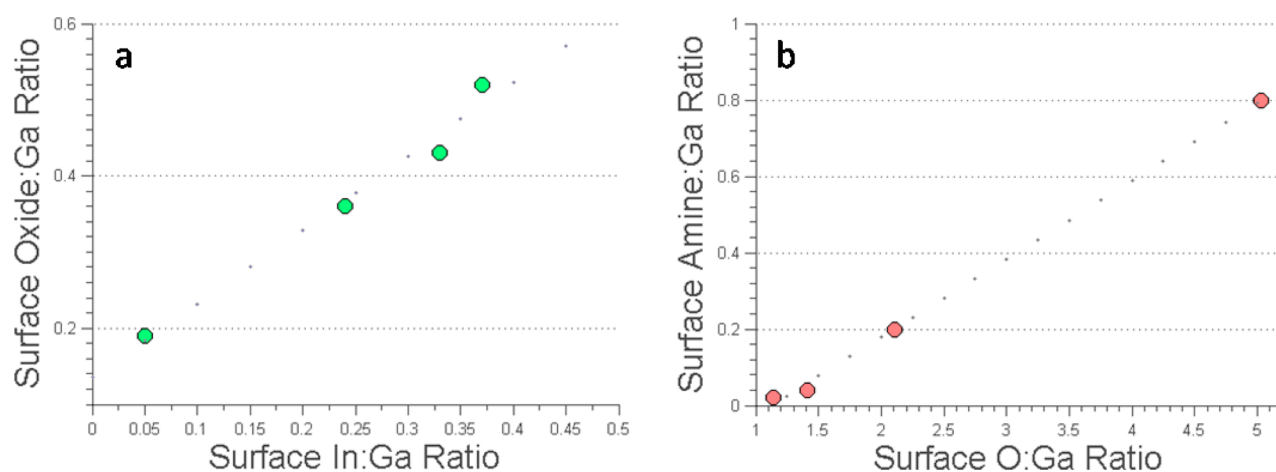 a
Surface Oxide:Ga Ratio
0.6
0.4
0.2
0 0.05 0.1 0.15 0.2 0.25 0.3 0.35 0.4 0.45 0.5
Surface In:Ga Ratio
b
Surface Amine:Ga Ratio
1
0.8
0.6
0.4
0.2
0
1 1.5 2 2.5 3 3.5 4 4.5 5
Surface O:Ga Ratio